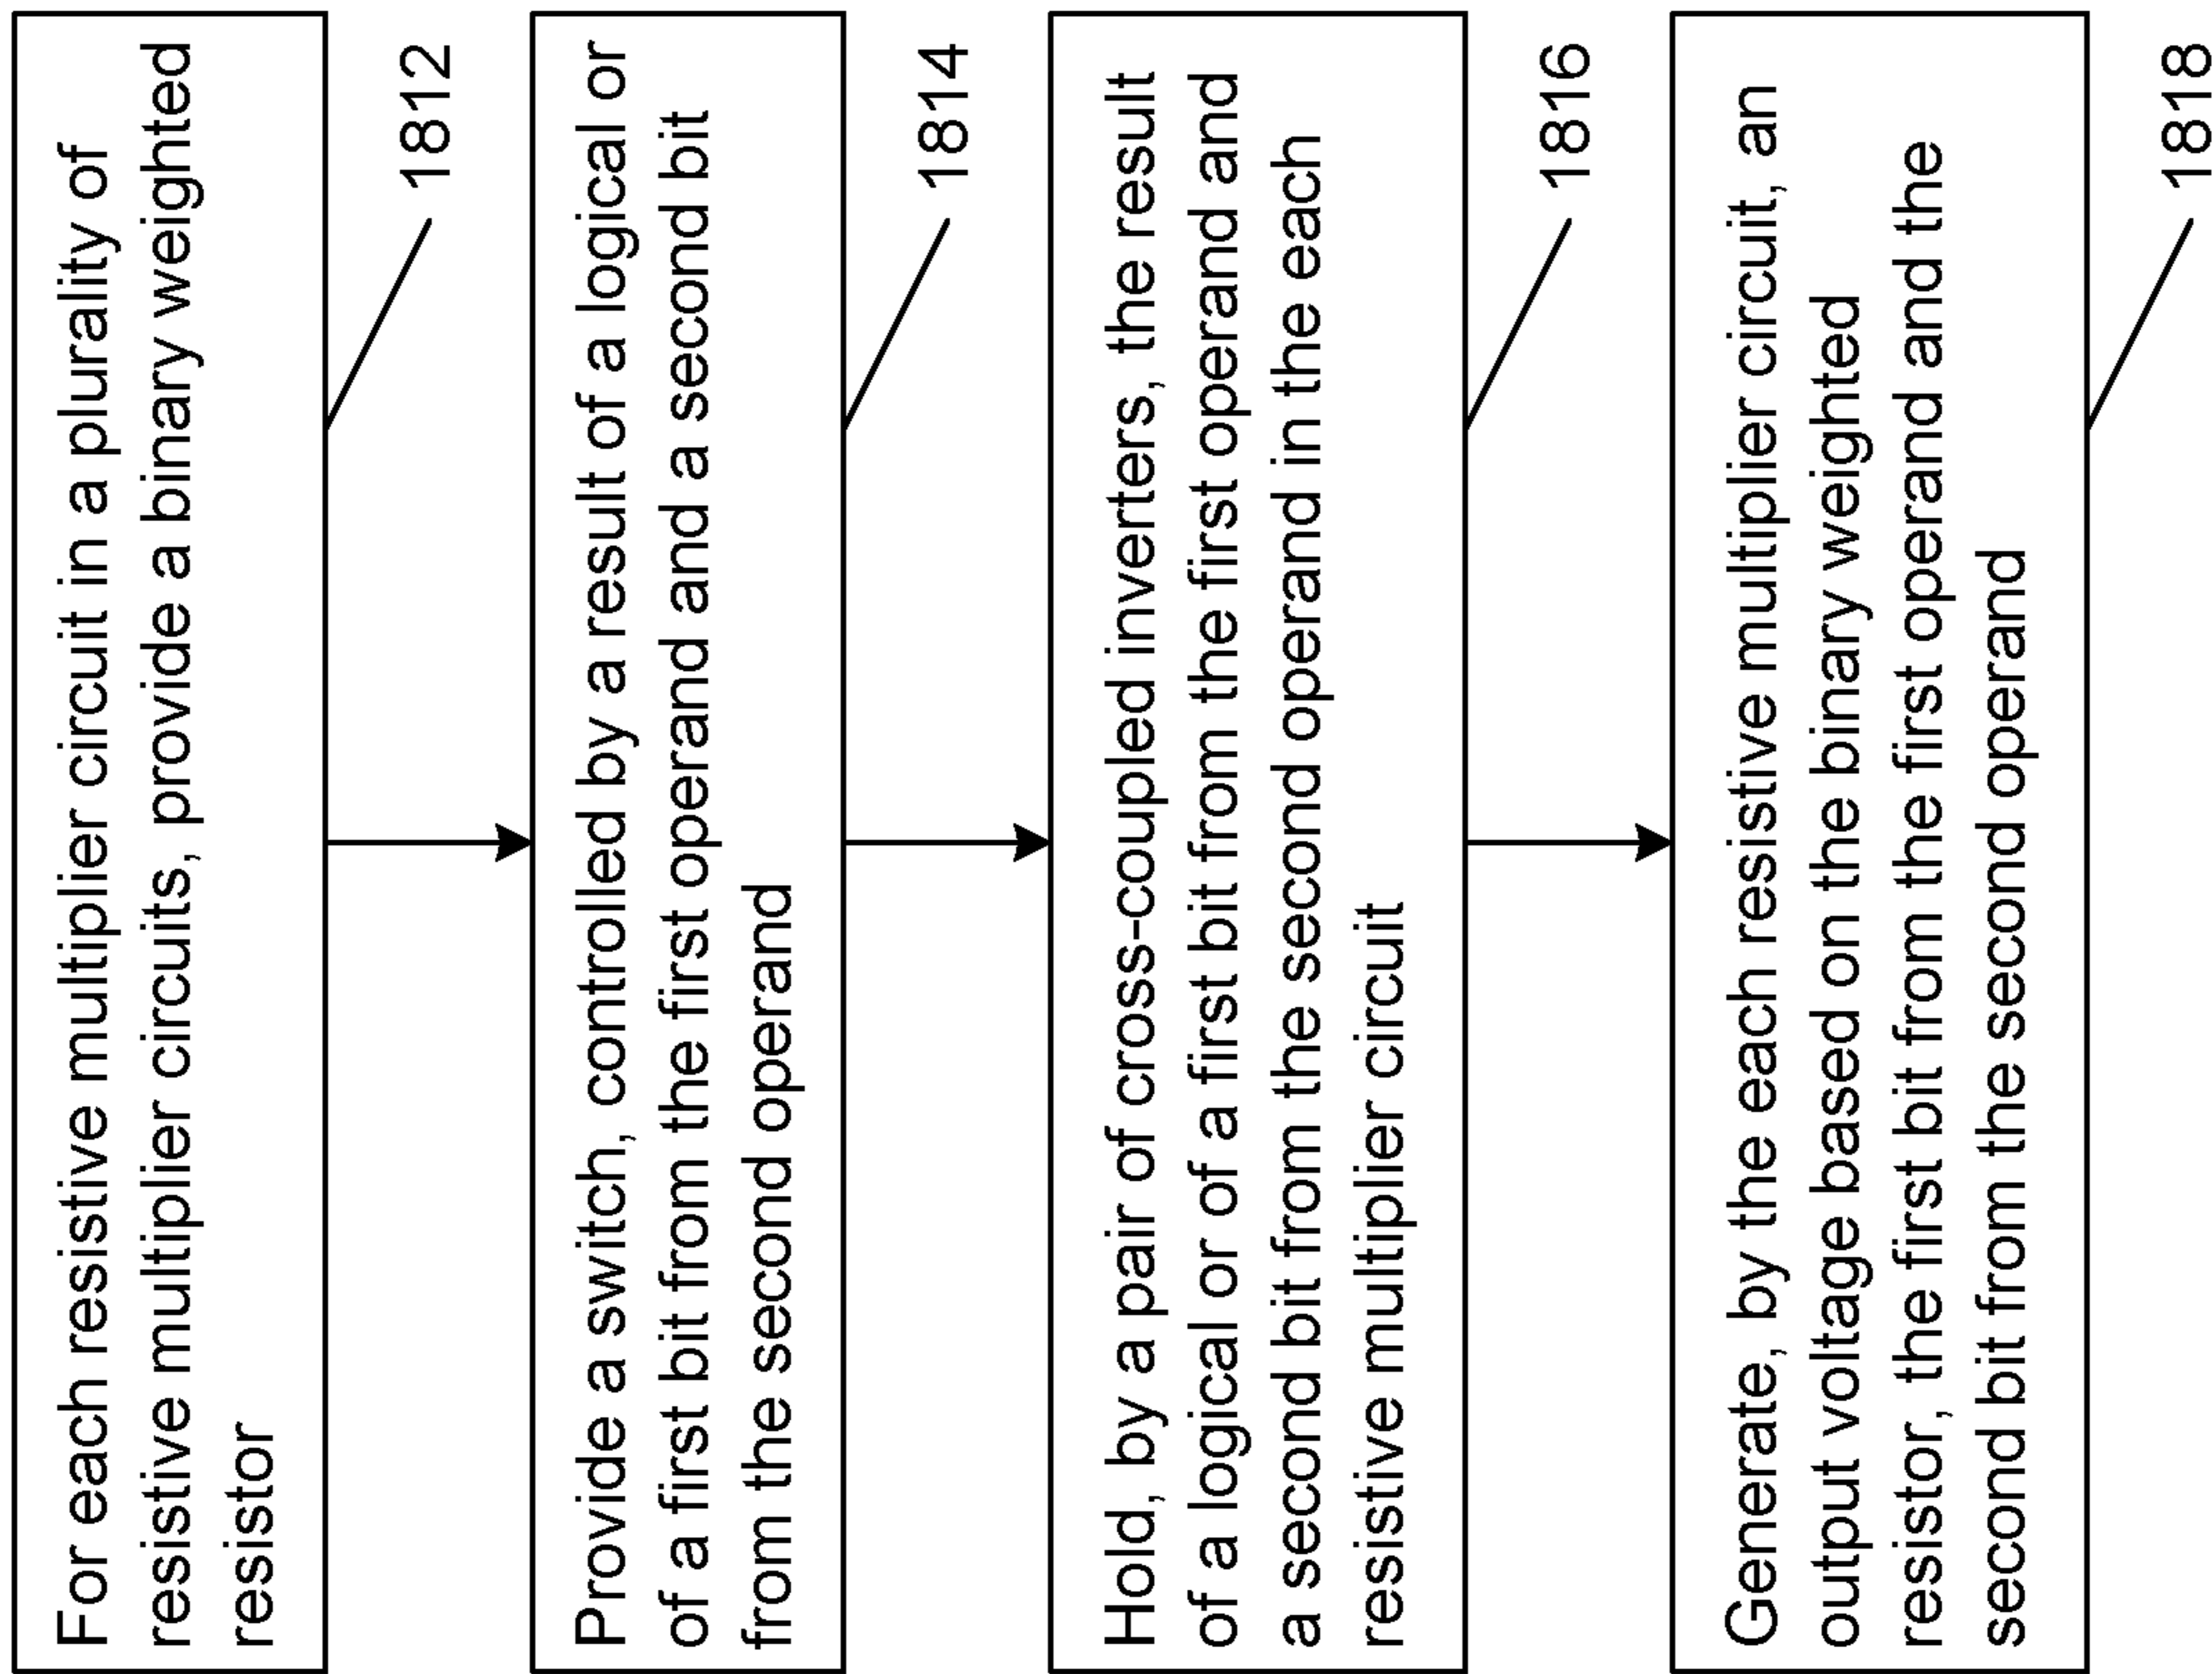 For each resistive multiplier circuit in a plurality of
resistive multiplier circuits, provide a binary weighted
resistor
1812
Provide a switch, controlled by a result of a logical or
of a first bit from the first operand and a second bit
from the second operand
1814
Hold, by a pair of cross-coupled inverters, the result
of a logical or of a first bit from the first operand and
a second bit from the second operand in the each
resistive multiplier circuit
1816
Generate, by the each resistive multiplier circuit, an
output voltage based on the binary weighted
resistor, the first bit from the first operand and the
second bit from the second operand
1818